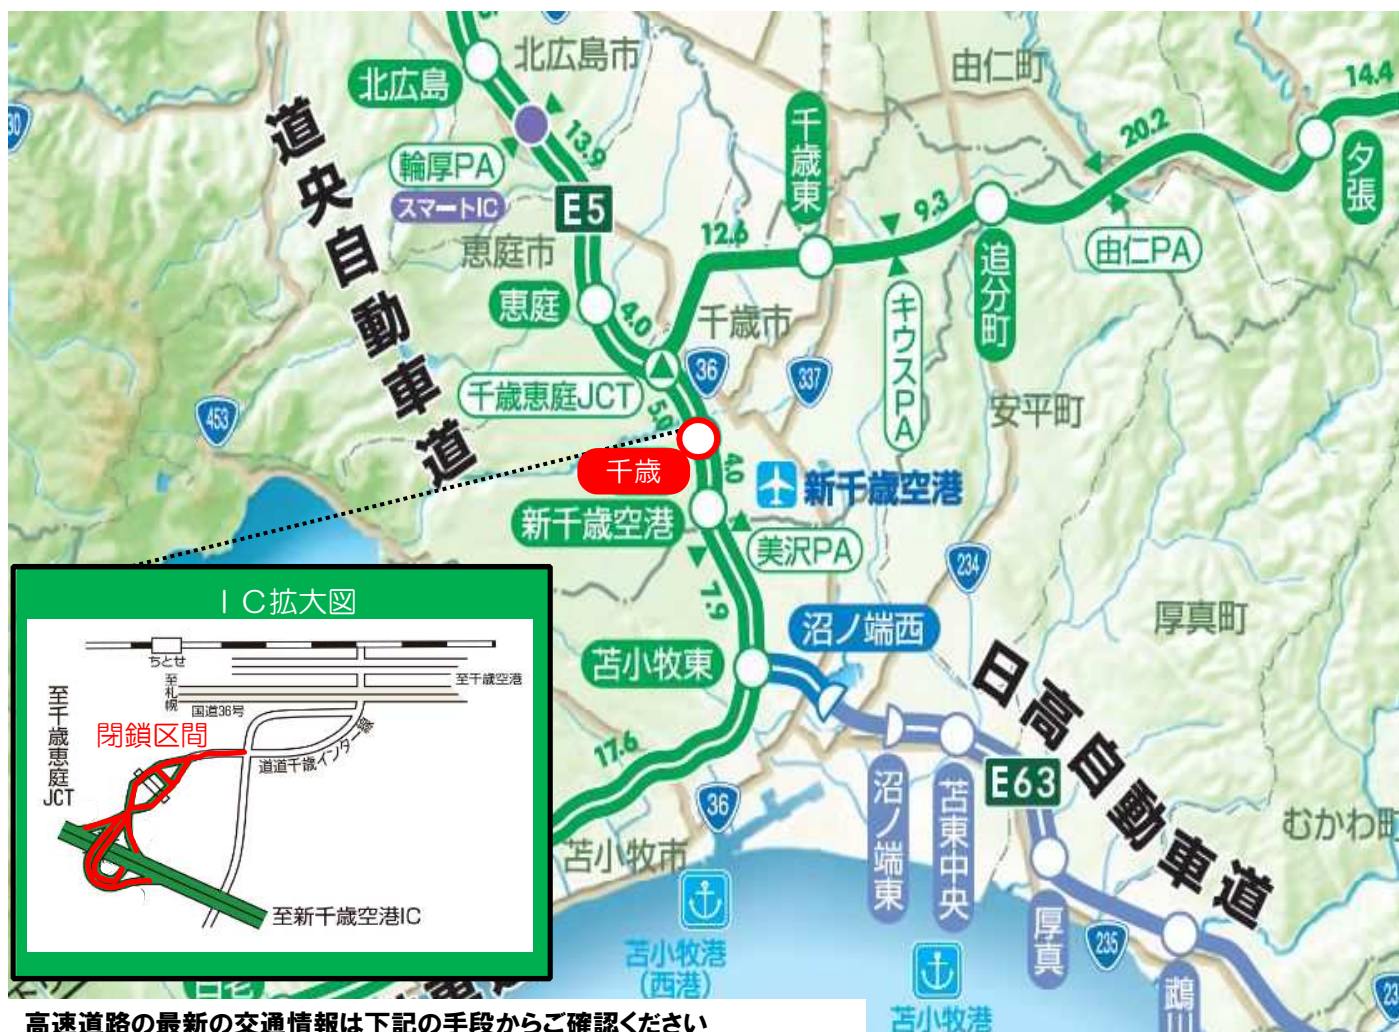 北広島市
由仁町
14.4
北広島
道央自動車道
13.9
千歳東
20.2
夕張
輪厚PA
スマートIC
E5
9.3
恵庭市
12.6
追分町
由仁PA
恵庭
4.0
千歳市
キウスPA
36
337
千歳恵庭JCT
5.0
453
安平町
千歳
4.0
新千歳空港
新千歳空港
美沢PA
234
7.9
厚真町
沼ノ端西
苫小牧東
日高自動車道
17.6
E63
36
沼ノ端東
苫東中央
むかわ町
苫小牧市
厚真
235
苫小牧港
(西港)
苫小牧港
鵡川
IC拡大図
ちとせ
至札幌
至千歳空港
国道36号
至千歳恵庭JCT
閉鎖区間
道道千歳インター線
至新千歳空港IC
高速道路の最新の交通情報は下記の手段からご確認ください